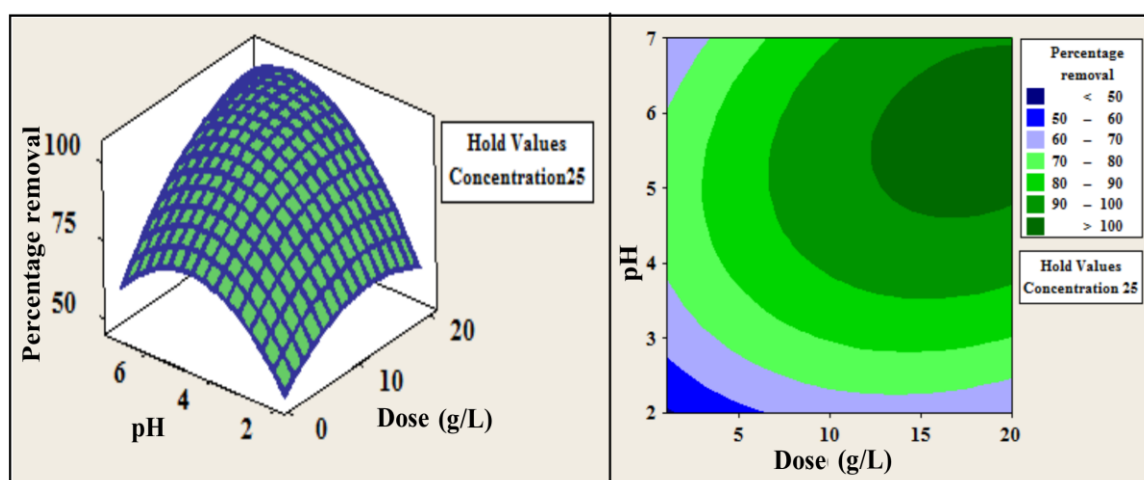 Percentage removal
100
75
50
6
4
2
pH
0
10
20
Dose (g/L)
Hold Values
Concentration25
7
6
5
4
3
2
pH
5
10
15
20
Dose (g/L)
Percentage
removal
< 50
50 – 60
60 – 70
70 – 80
80 – 90
90 – 100
> 100
Hold Values
Concentration 25